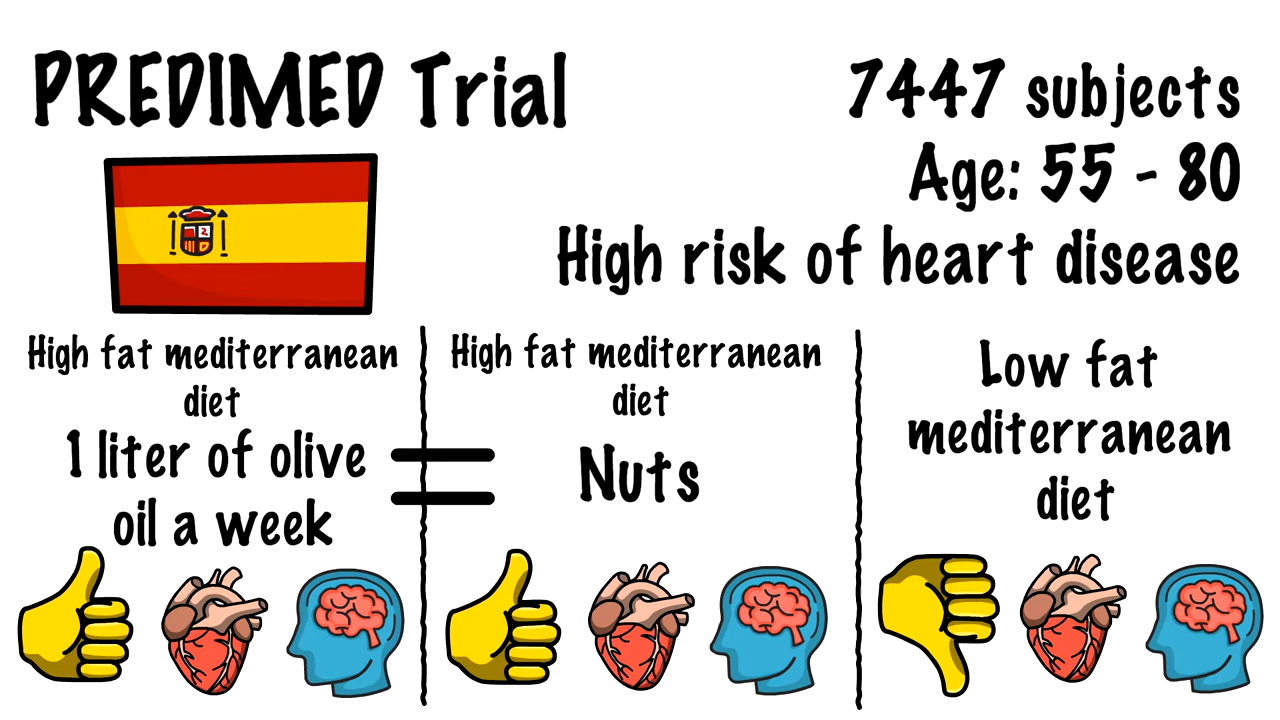 PREDIMED Trial
7447 subjects
Age: 55 - 80
High risk of heart disease
High fat mediterranean
diet
1 liter of olive
oil a week
=
High fat mediterranean
diet
Nuts
Low fat
mediterranean
diet